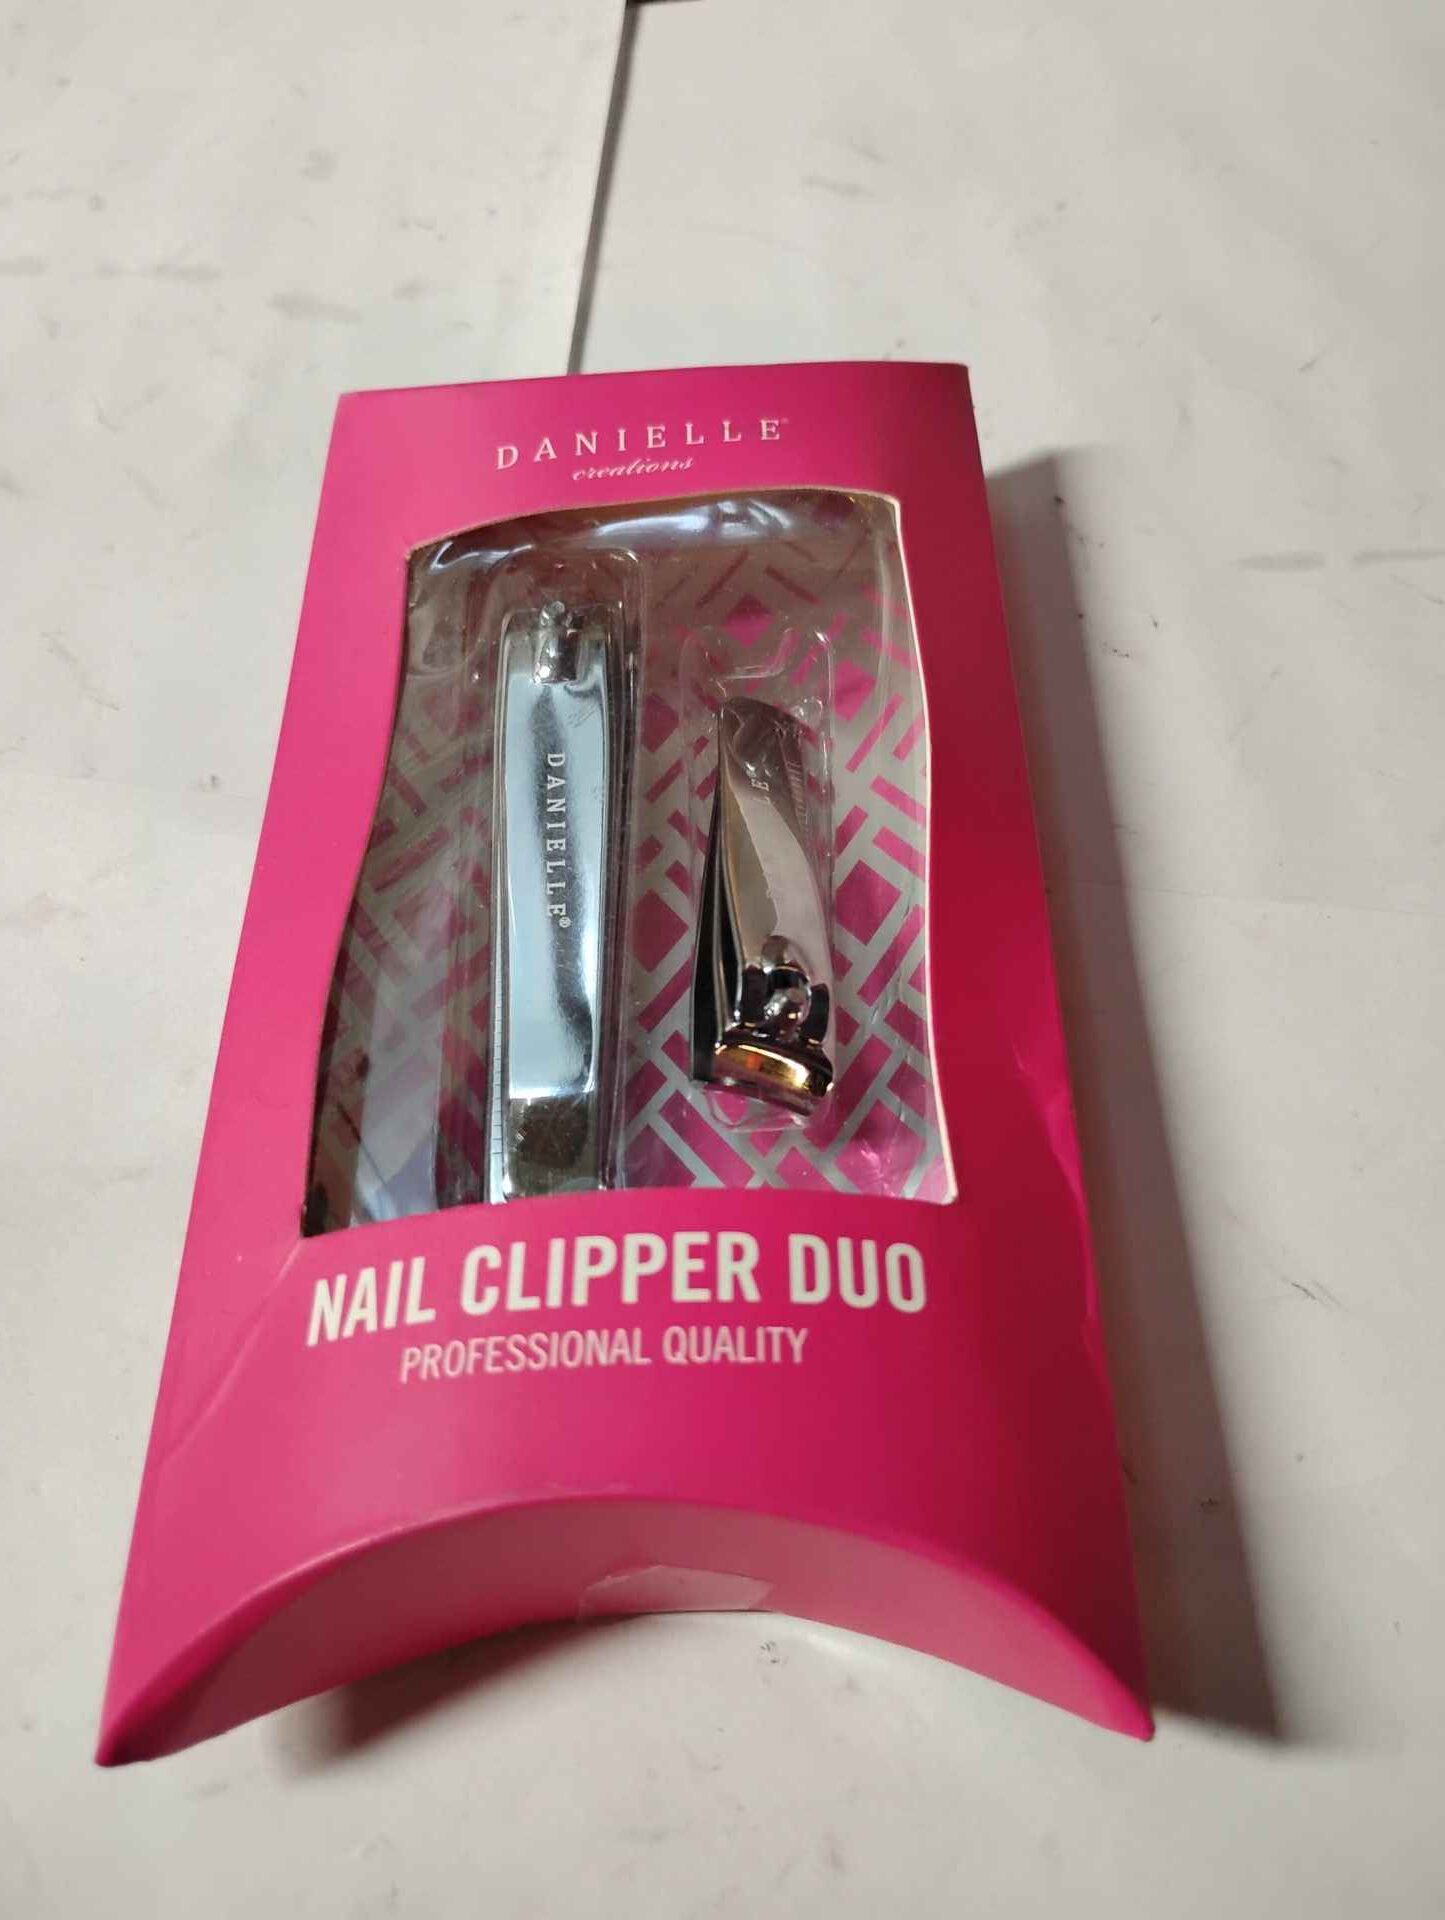 DANIELLE®
creations
DANIELLE®
NAIL CLIPPER DUO
PROFESSIONAL QUALITY